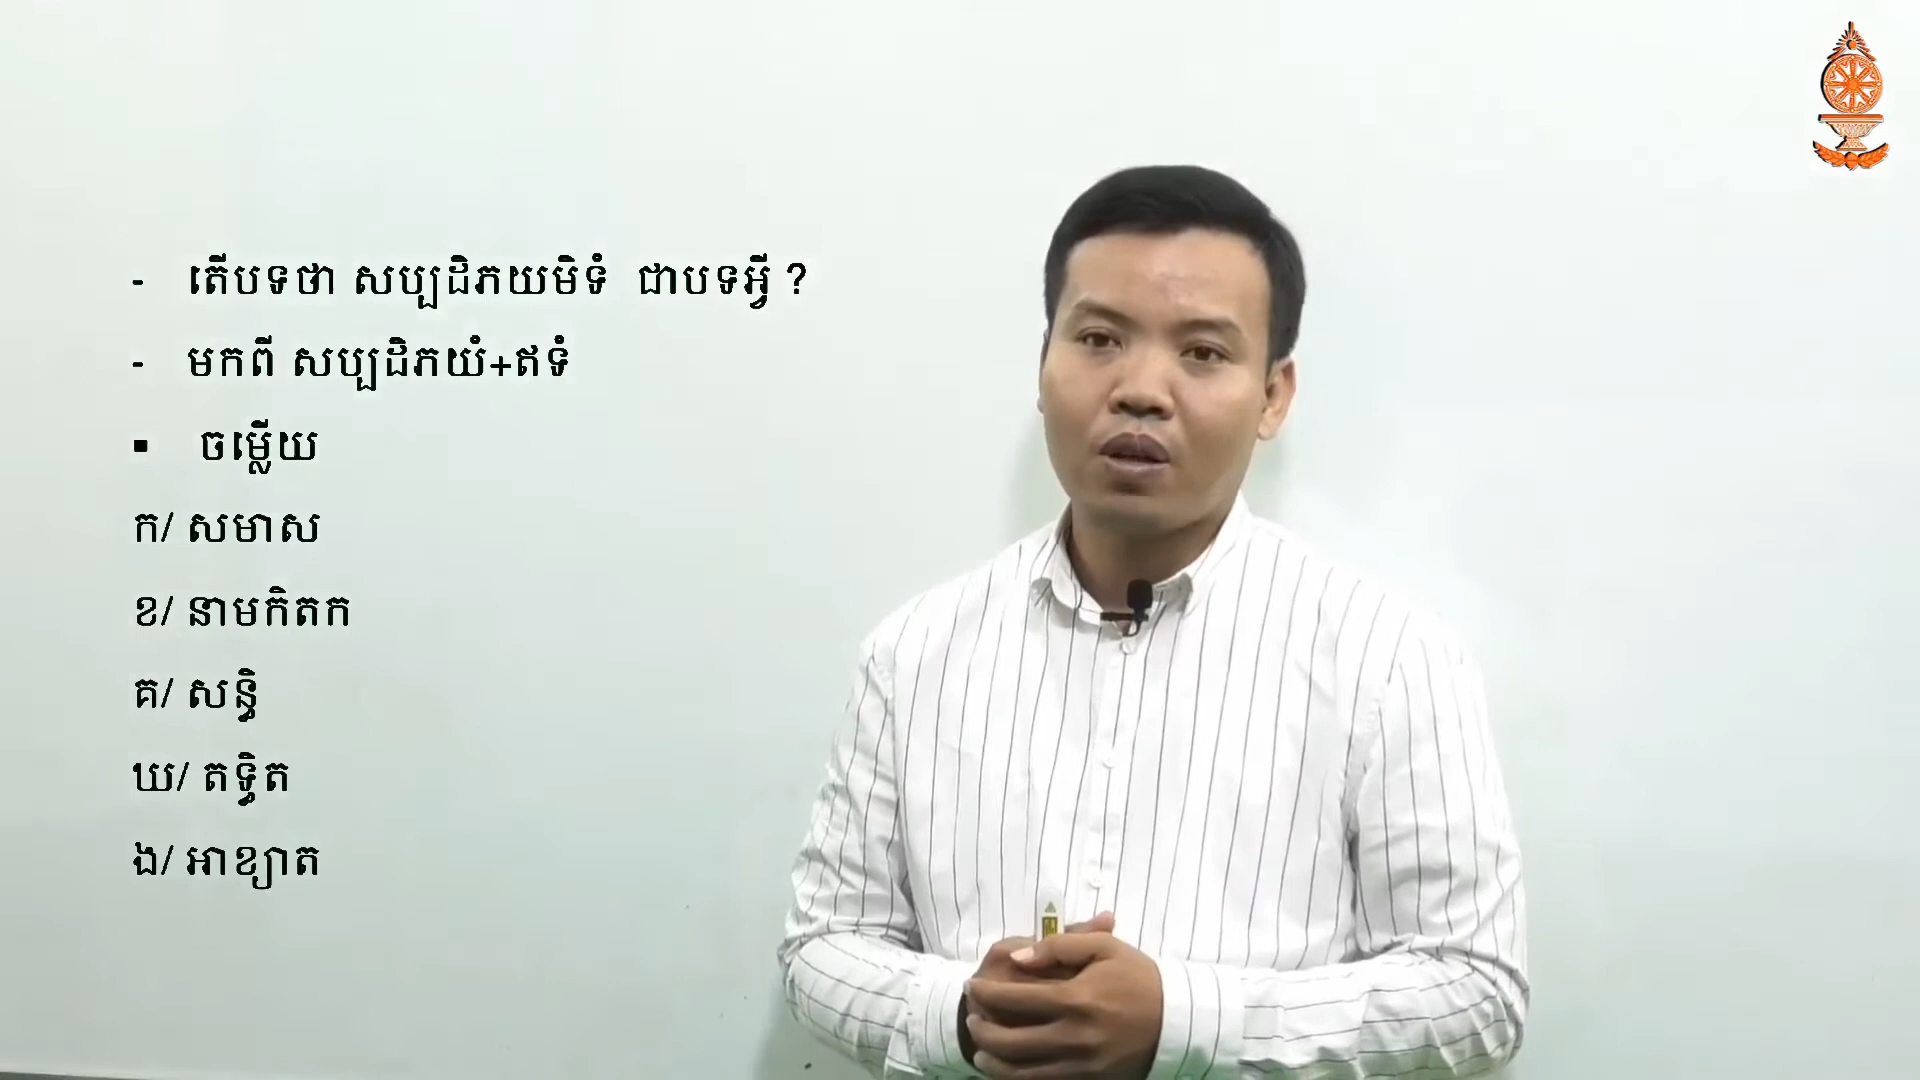 - តើបទថា សប្បដិភយមិទំ ជាបទអ្វី ?
- មកពី សប្បដិភយំ+ឥទំ
▪ ចម្លើយ
ក/ សមាស
ខ/ នាមកិតក
គ/ សន្ធិ
ឃ/ តទ្ធិត
ង/ អាខ្យាត